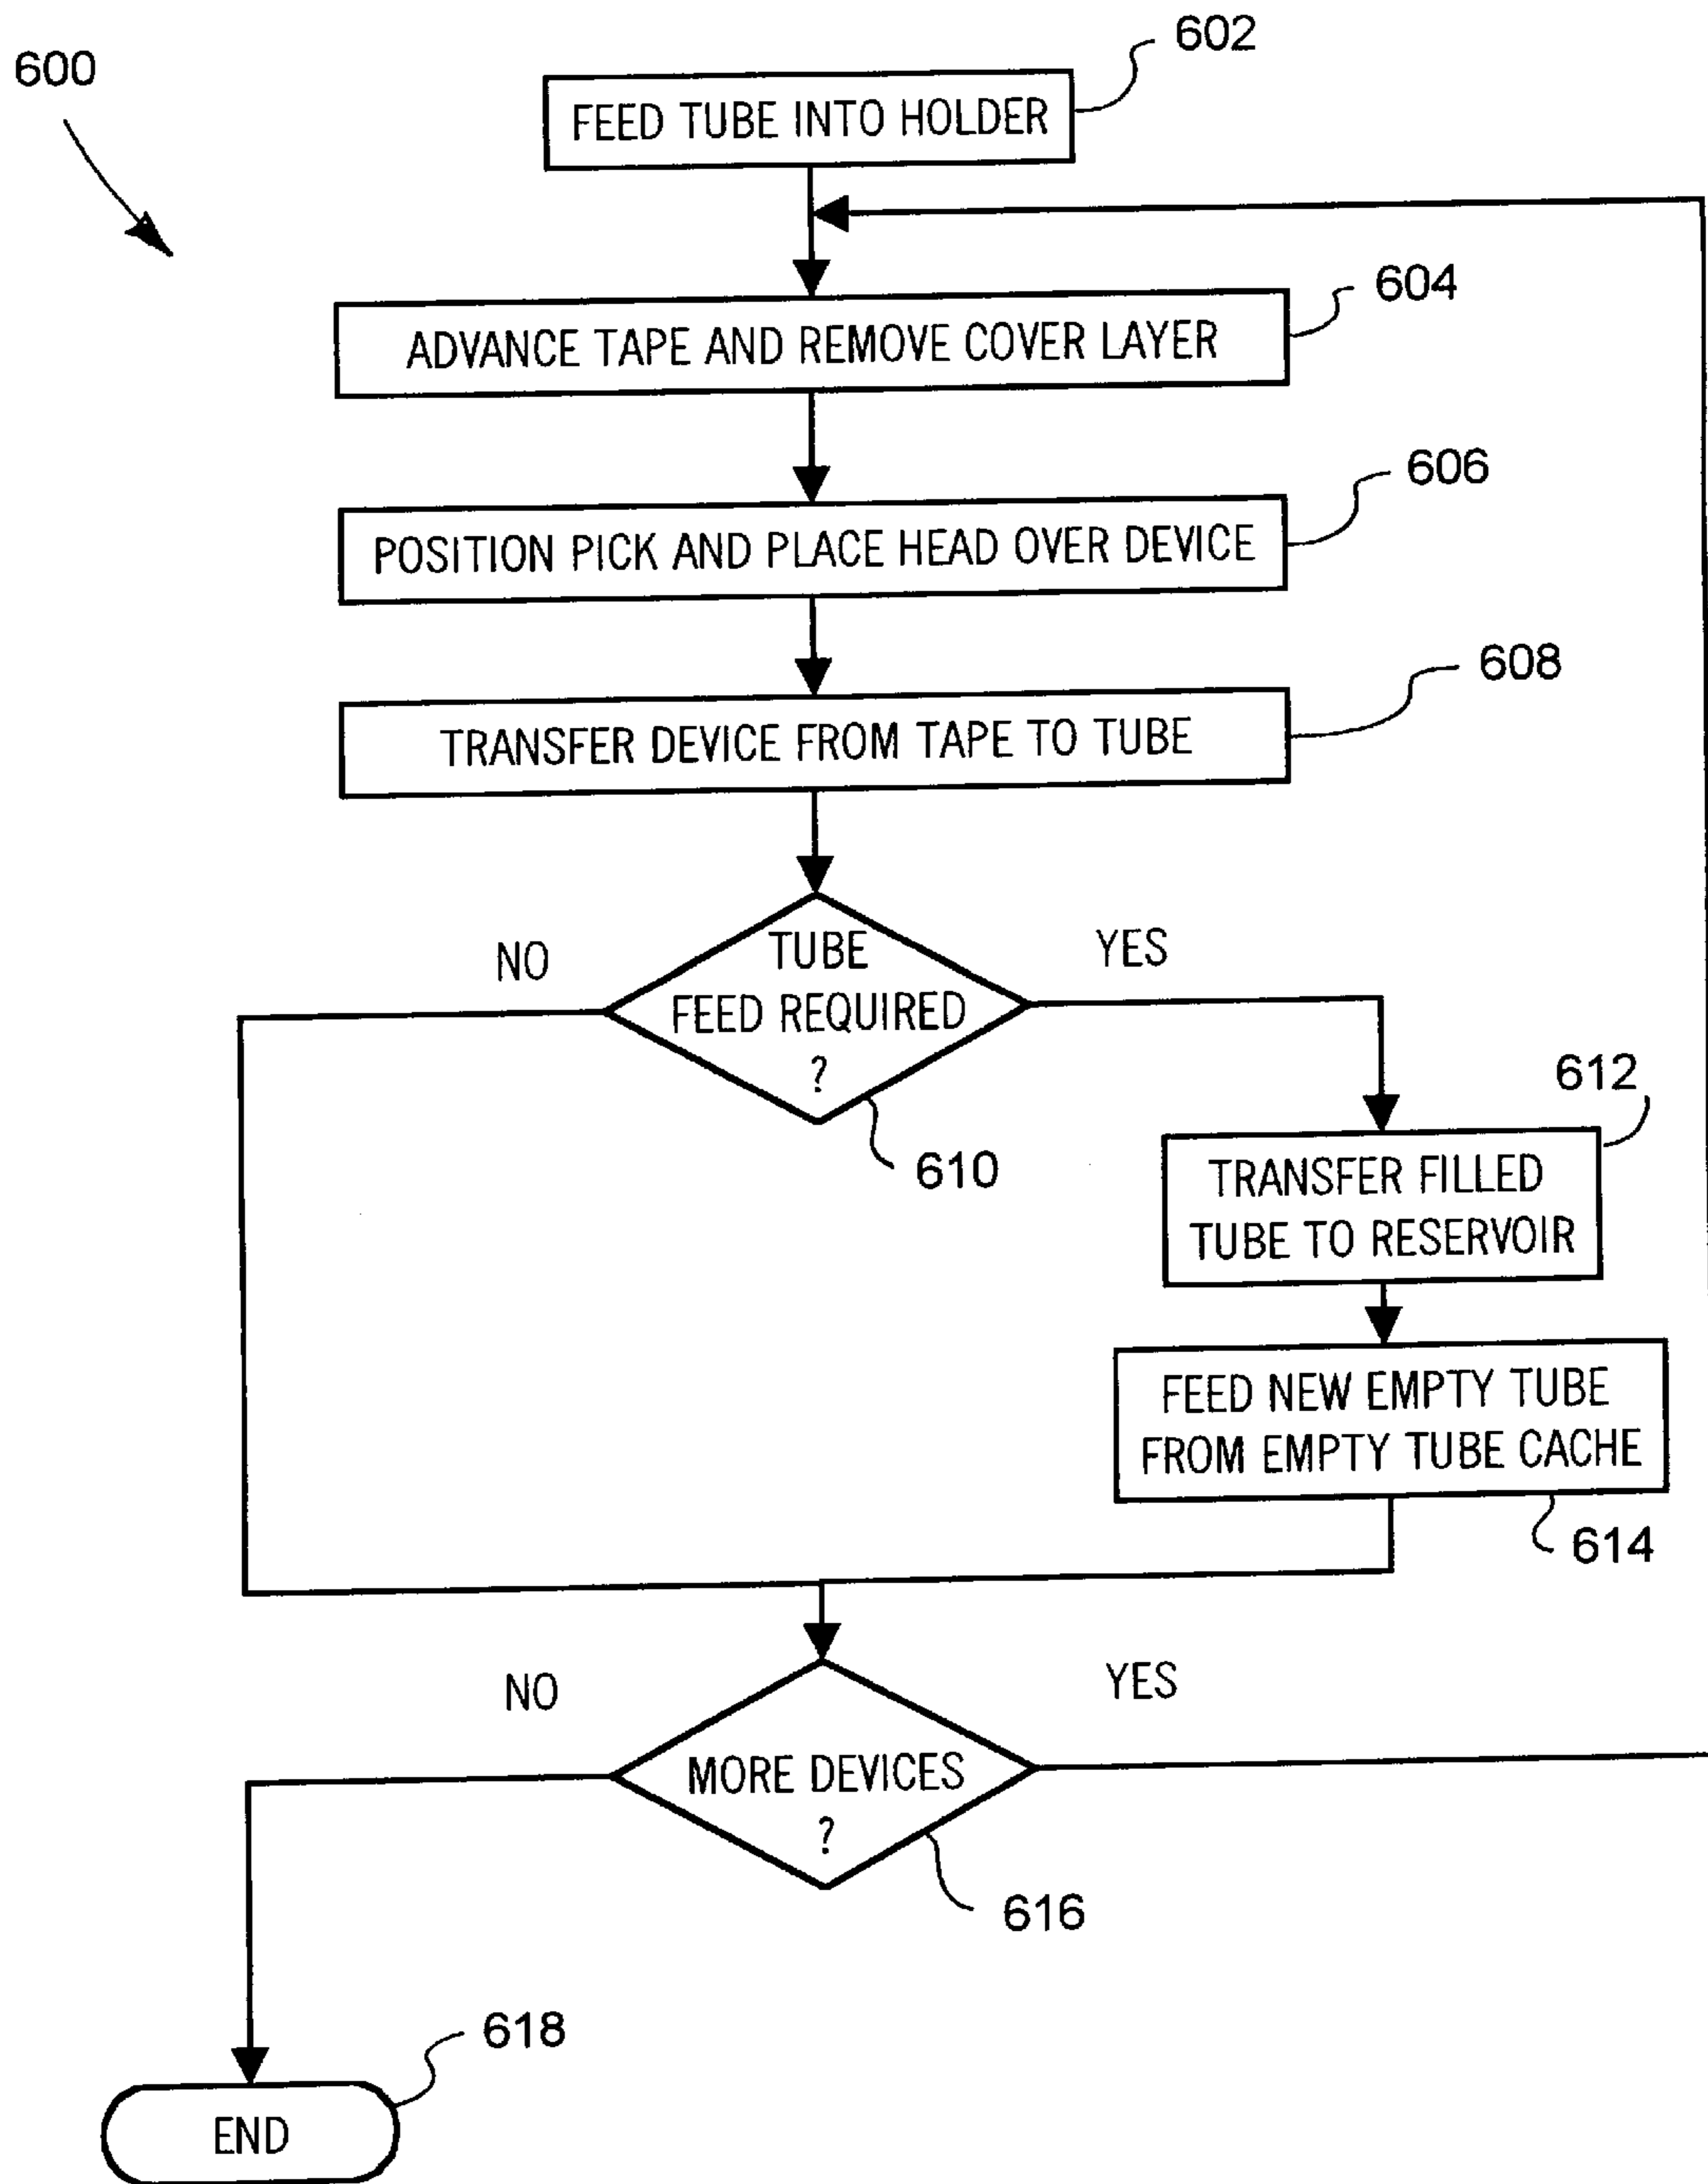 600
602
FEED TUBE INTO HOLDER
604
ADVANCE TAPE AND REMOVE COVER LAYER
606
POSITION PICK AND PLACE HEAD OVER DEVICE
608
TRANSFER DEVICE FROM TAPE TO TUBE
NO
YES
TUBE
FEED REQUIRED
?
610
612
TRANSFER FILLED
TUBE TO RESERVOIR
FEED NEW EMPTY TUBE
FROM EMPTY TUBE CACHE
614
NO
YES
MORE DEVICES
?
616
618
END